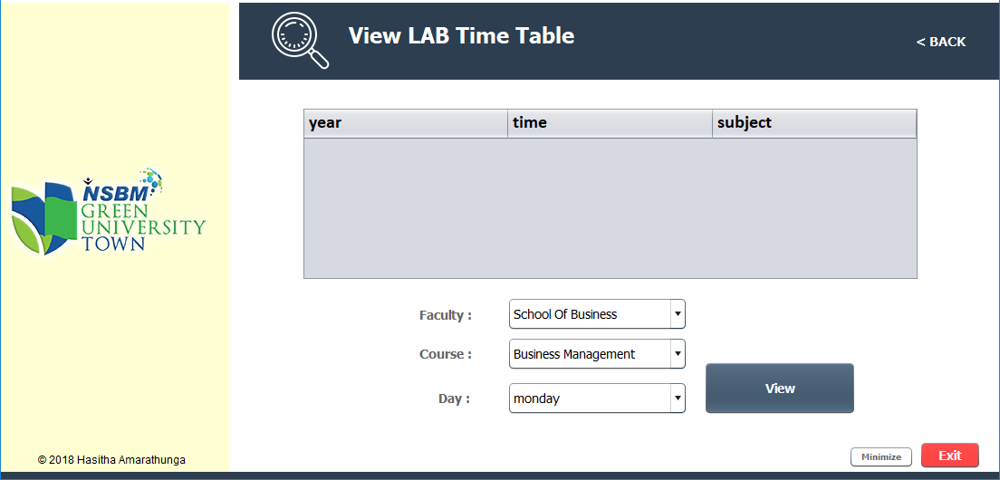 View LAB Time Table
< BACK
year time subject
NSBM
GREEN
UNIVERSITY
TOWN
Faculty : School Of Business
Course : Business Management
Day : monday
View
© 2018 Hasitha Amarathunga
Minimize
Exit